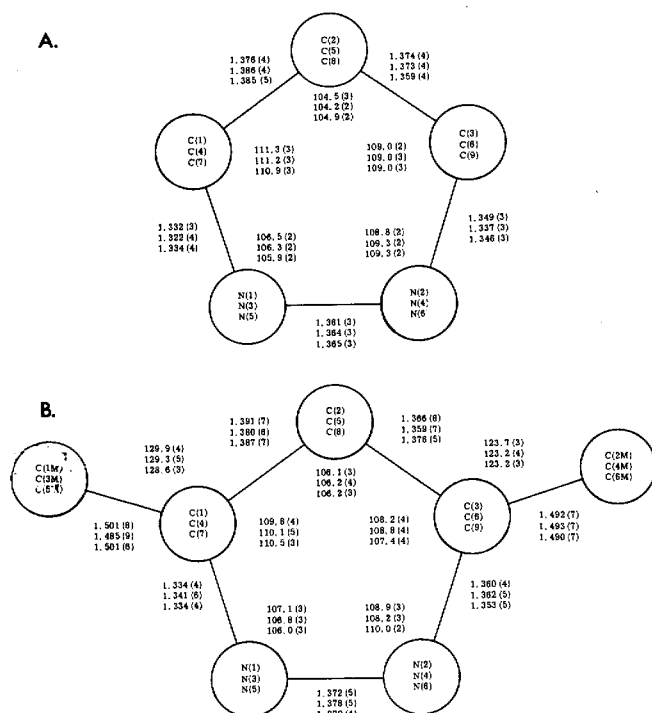 A.
C(2)
C(5)
C(8)
1.376 (4)
1.386 (4)
1.385 (5)
1.374 (4)
1.373 (4)
1.359 (4)
104.5 (3)
104.2 (2)
104.9 (2)
C(1)
C(4)
C(7)
111.3 (3)
111.2 (3)
110.9 (3)
109.0 (2)
109.0 (3)
109.0 (3)
C(3)
C(6)
C(9)
1.332 (3)
1.322 (4)
1.334 (4)
106.5 (2)
106.3 (2)
105.9 (2)
108.8 (2)
109.3 (2)
109.3 (2)
1.349 (3)
1.337 (3)
1.346 (3)
N(1)
N(3)
N(5)
N(2)
N(4)
N(6
1.361 (3)
1.364 (3)
1.365 (3)
B.
C(2)
C(5)
C(8)
1.391 (7)
1.380 (6)
1.387 (7)
1.366 (8)
1.359 (7)
1.376 (5)
129.9 (4)
129.3 (5)
128.6 (3)
123.7 (3)
123.2 (4)
123.2 (3)
C(1M)
C(3M)
C(5M)
C(2M)
C(4M)
C(6M)
106.1 (3)
106.2 (4)
106.2 (3)
C(1)
C(4)
C(7)
109.8 (4)
110.1 (5)
110.5 (3)
108.2 (4)
108.8 (4)
107.4 (4)
C(3)
C(6)
C(9)
1.501 (8)
1.485 (9)
1.501 (6)
1.492 (7)
1.493 (7)
1.490 (7)
1.334 (4)
1.341 (6)
1.334 (4)
107.1 (3)
106.8 (3)
106.0 (3)
108.9 (3)
108.2 (3)
110.0 (2)
1.360 (4)
1.362 (5)
1.353 (5)
N(1)
N(3)
N(5)
N(2)
N(4)
N(6)
1.372 (5)
1.378 (5)